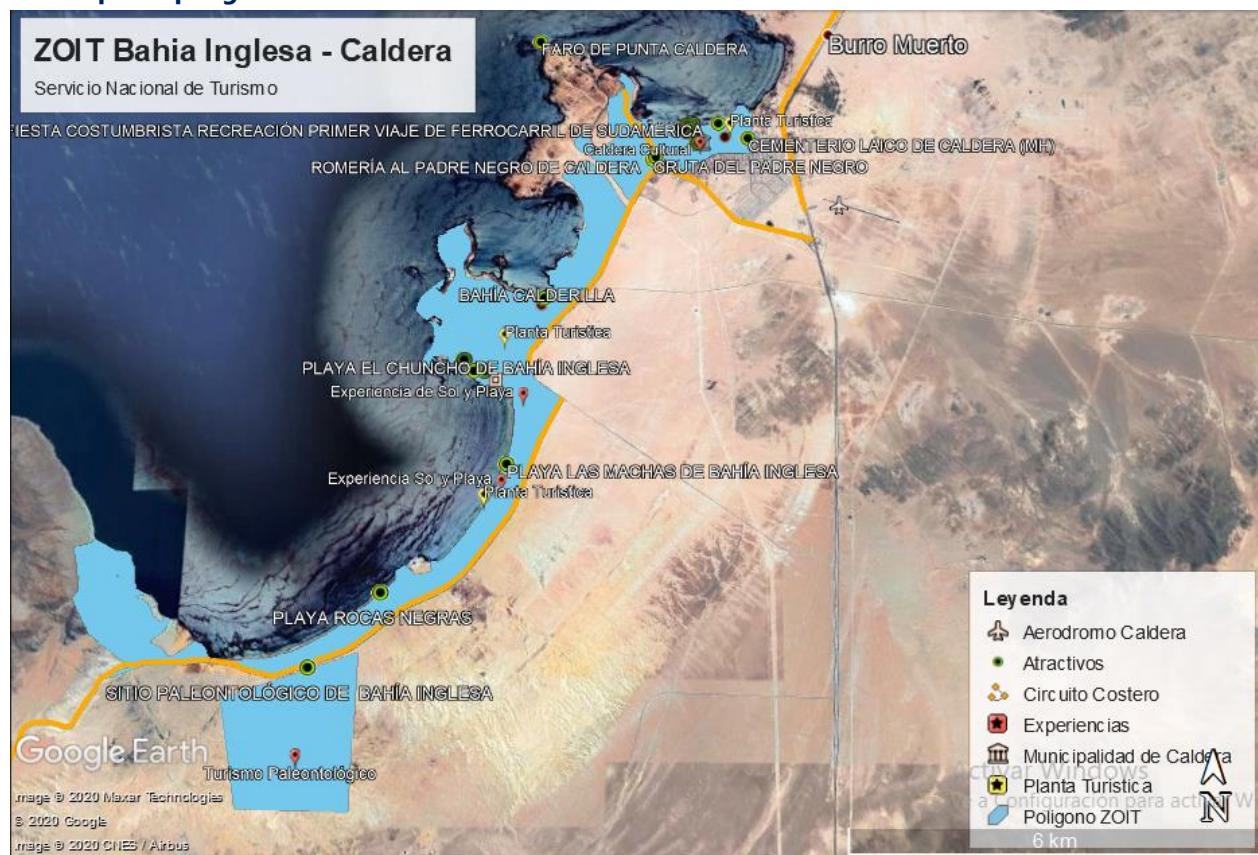 ZOIT Bahia Inglesa - Caldera
Servicio Nacional de Turismo
FARO DE PUNTA CALDERA
Burro Muerto
Planta Turistica
FIESTA COSTUMBRISTA RECREACIÓN PRIMER VIAJE DE FERROCARRIL DE SUDAMÉRICA
Caldera Cultural
CEMENTERIO LAICO DE CALDERA (MH)
ROMERÍA AL PADRE NEGRO DE CALDERA
GRUTA DEL PADRE NEGRO
BAHÍA CALDERILLA
Planta Turistica
PLAYA EL CHUNCHO DE BAHÍA INGLESA
Experiencia de Sol y Playa
PLAYA LAS MACHAS DE BAHÍA INGLESA
Experiencia Sol y Playa
Planta Turistica
PLAYA ROCAS NEGRAS
SITIO PALEONTOLÓGICO DE BAHÍA INGLESA
Turismo Paleontológico
Google Earth
Image © 2020 Maxar Technologies
© 2020 Google
Image © 2020 CNES / Airbus
Leyenda
Aerodromo Caldera
Atractivos
Circuito Costero
Experiencias
Municipalidad de Caldera
Planta Turistica
Poligono ZOIT
N
6 km